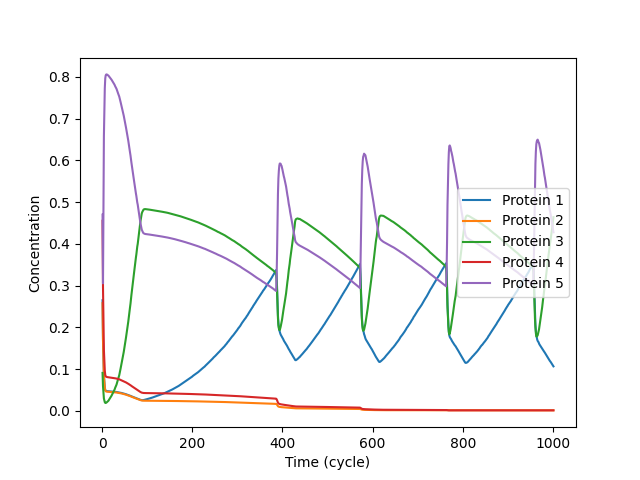 0.8
0.7
0.6
0.5
0.4
0.3
0.2
0.1
0.0
Concentration
Protein 1
Protein 2
Protein 3
Protein 4
Protein 5
0 200 400 600 800 1000
Time (cycle)